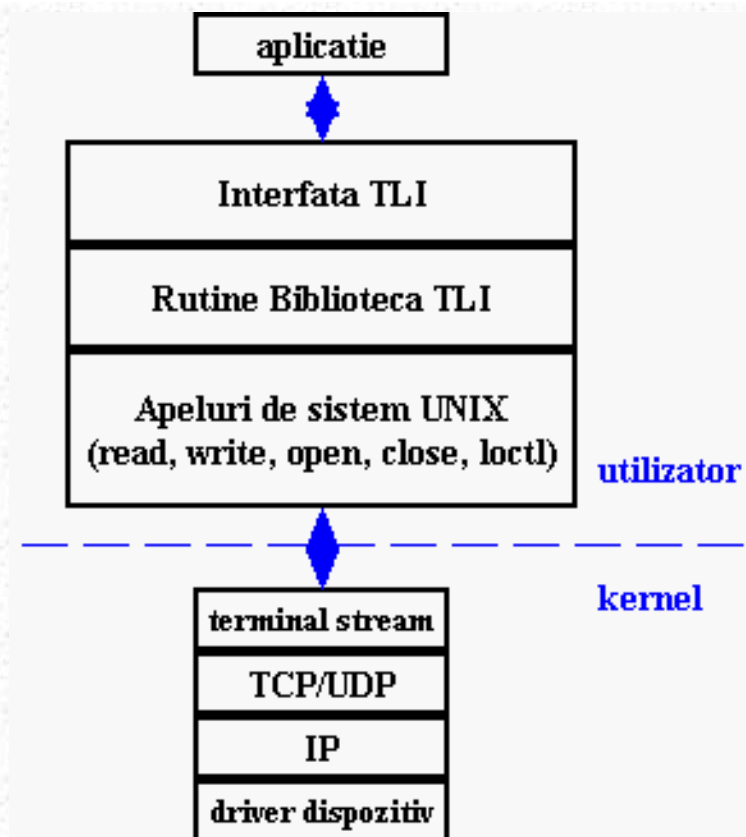 aplicatie
Interfata TLI
Rutine Biblioteca TLI
Apeluri de sistem UNIX
(read, write, open, close, loctl)
utilizator
kernel
terminal stream
TCP/UDP
IP
driver dispozitiv